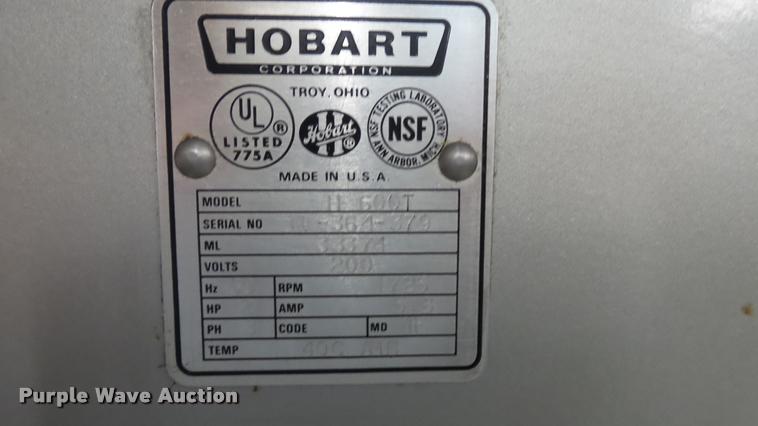 HOBART
CORPORATION
TROY, OHIO
UL
®
LISTED
775A
Hobart
®
NSF TESTING LABORATORY
NSF
ANN ARBOR, MICH.
MADE IN U.S.A.
MODEL
SERIAL NO
ML
VOLTS 200
Hz RPM
HP AMP
PH CODE MD
TEMP 40C
Purple Wave Auction